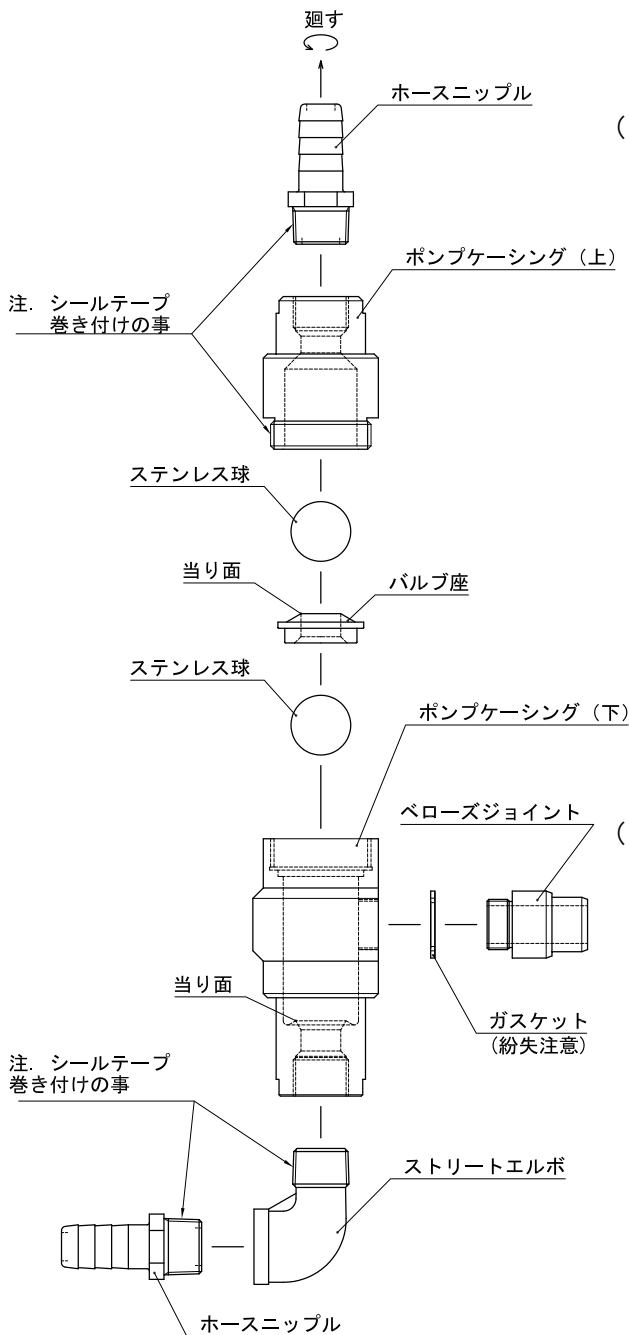 廻す
ホースニップル
(
ポンプケーシング（上）
注．シールテープ
巻き付けの事
ステンレス球
当り面
バルブ座
ステンレス球
ポンプケーシング（下）
ベローズジョイント
(
当り面
ガスケット
(紛失注意)
注．シールテープ
巻き付けの事
ストリートエルボ
ホースニップル